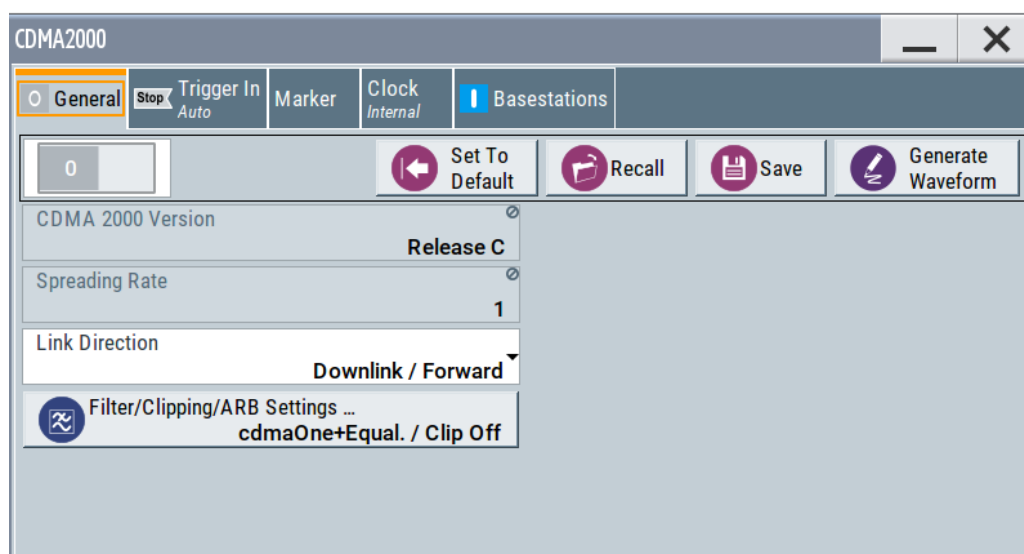 CDMA2000
O General
Stop Trigger In
Auto
Marker
Clock
Internal
I Basestations
0
Set To
Default
Recall
Save
Generate
Waveform
CDMA 2000 Version
Release C
Spreading Rate
1
Link Direction
Downlink / Forward
Filter/Clipping/ARB Settings ...
cdmaOne+Equal. / Clip Off